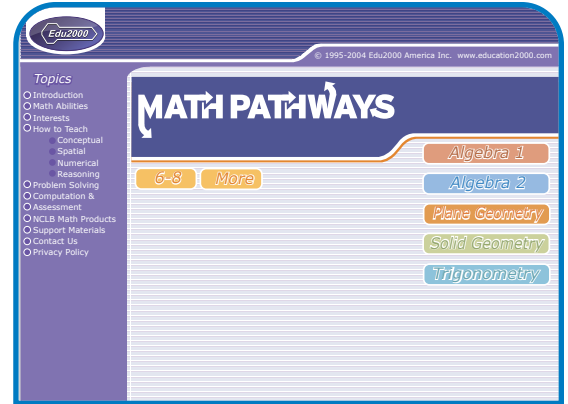 Edu2000
© 1995-2004 Edu2000 America Inc. www.education2000.com
Topics
Introduction
Math Abilities
Interests
How to Teach
Conceptual
Spatial
Numerical
Reasoning
Problem Solving
Computation &
Assessment
NCLB Math Products
Support Materials
Contact Us
Privacy Policy
MATH PATHWAYS
6-8 More
Algebra 1
Algebra 2
Plane Geometry
Solid Geometry
Trigonometry